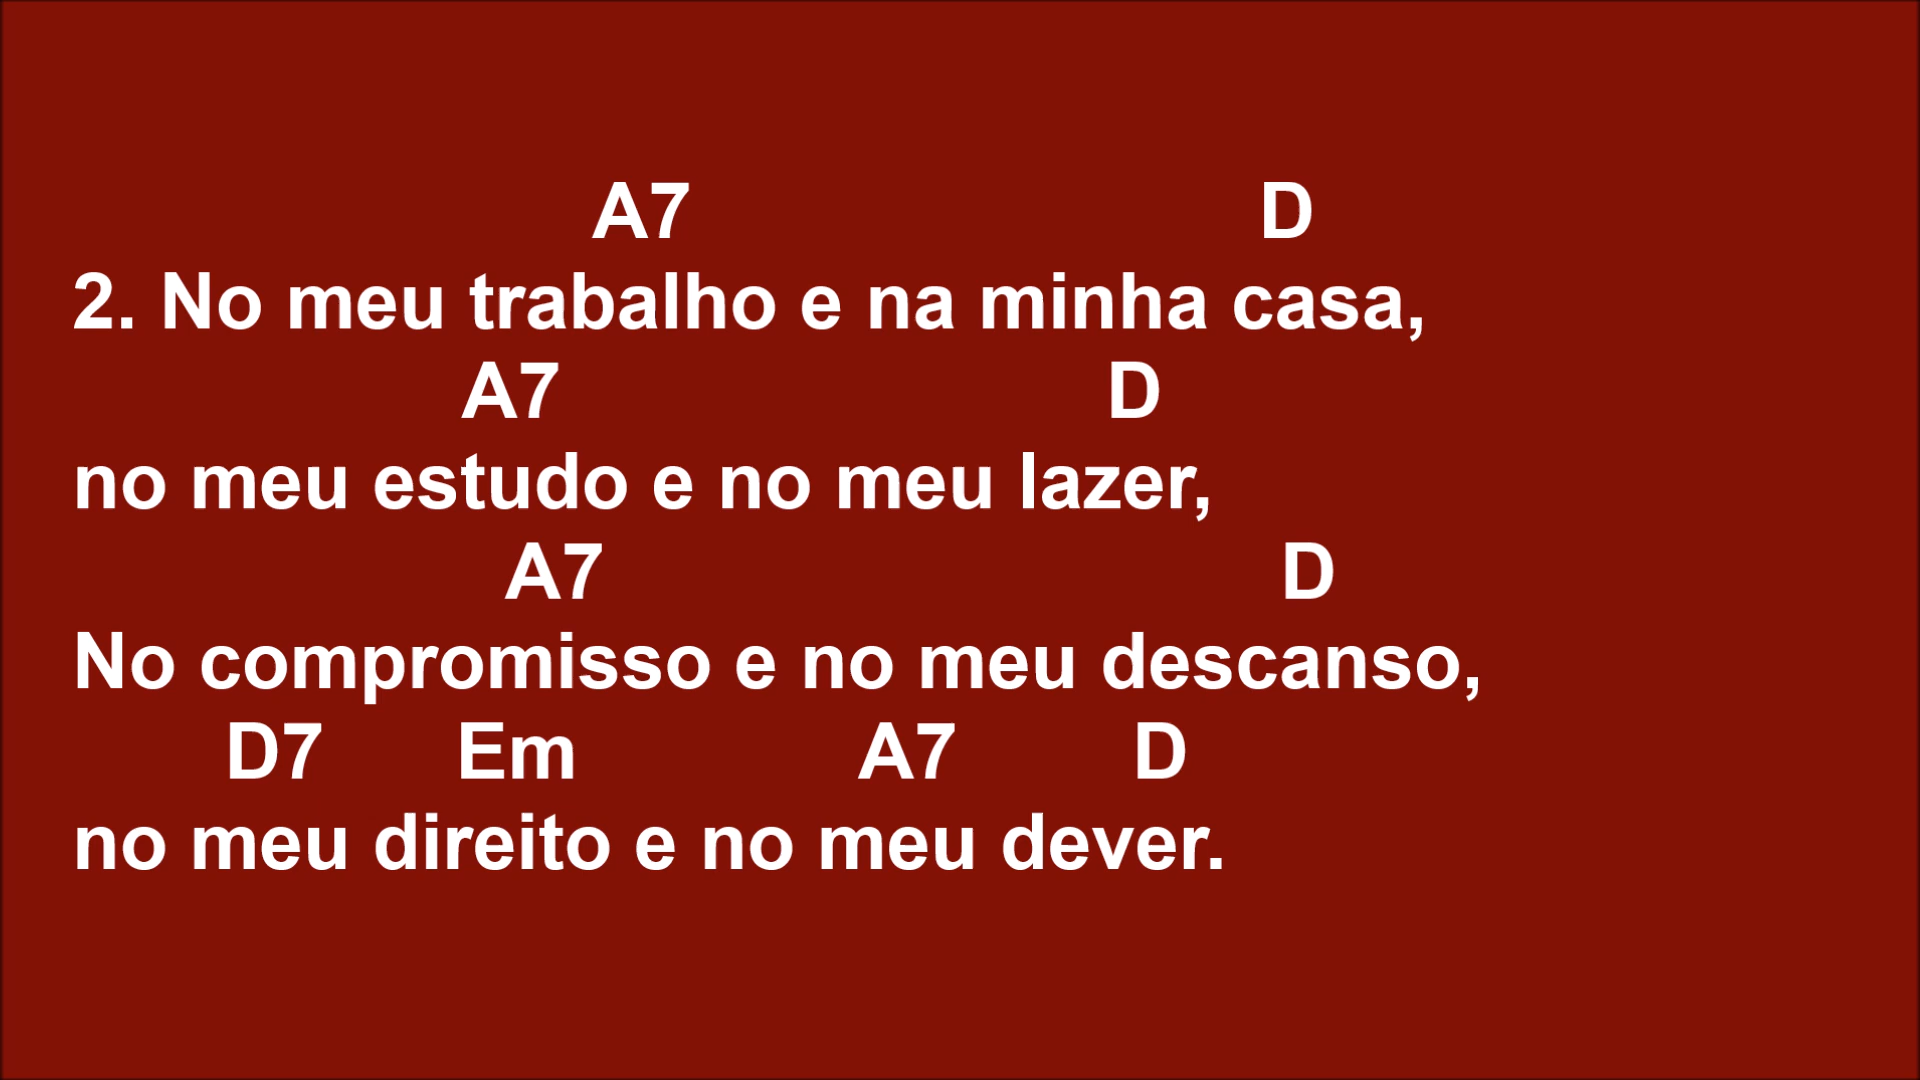 A7 D
2. No meu trabalho e na minha casa,
A7 D
no meu estudo e no meu lazer,
A7 D
No compromisso e no meu descanso,
D7 Em A7 D
no meu direito e no meu dever.